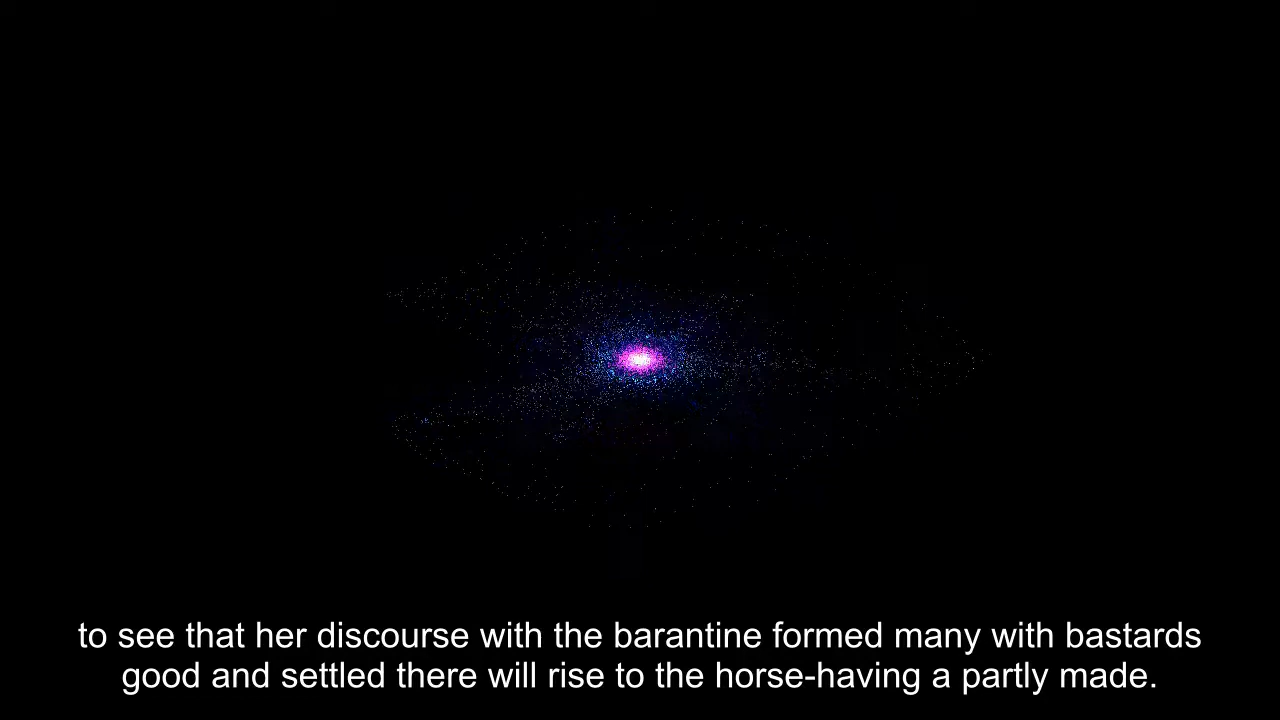 to see that her discourse with the barantine formed many with bastards
good and settled there will rise to the horse-having a partly made.